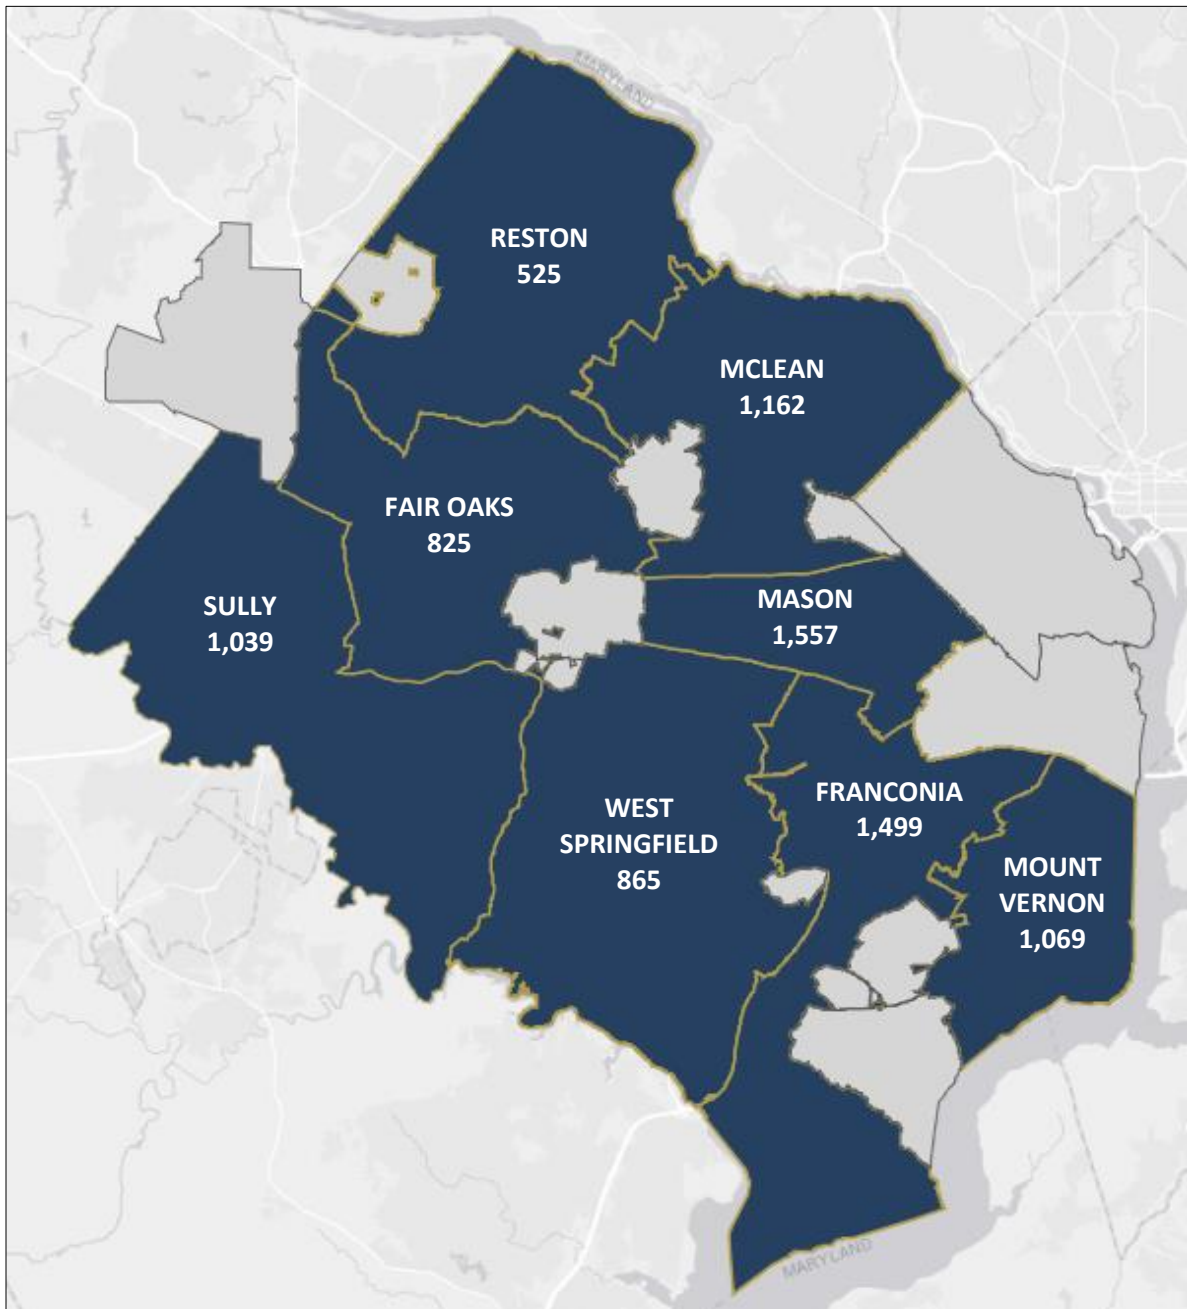 MARYLAND
RESTON
525
MCLEAN
1,162
FAIR OAKS
825
SULLY
1,039
MASON
1,557
WEST
SPRINGFIELD
865
FRANCONIA
1,499
MOUNT
VERNON
1,069
MARYLAND